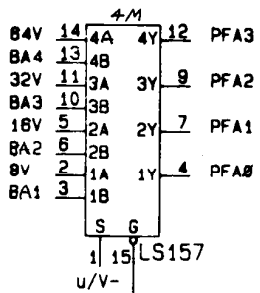 4M
64V 14 4A 4Y 12 PFA3
BA4 13 4B
32V 11 3A 3Y 9 PFA2
BA3 10 3B
16V 5 2A 2Y 7 PFA1
BA2 6 2B
8V 2 1A 1Y 4 PFA0
BA1 3 1B
S G
1 15 LS157
u/V-